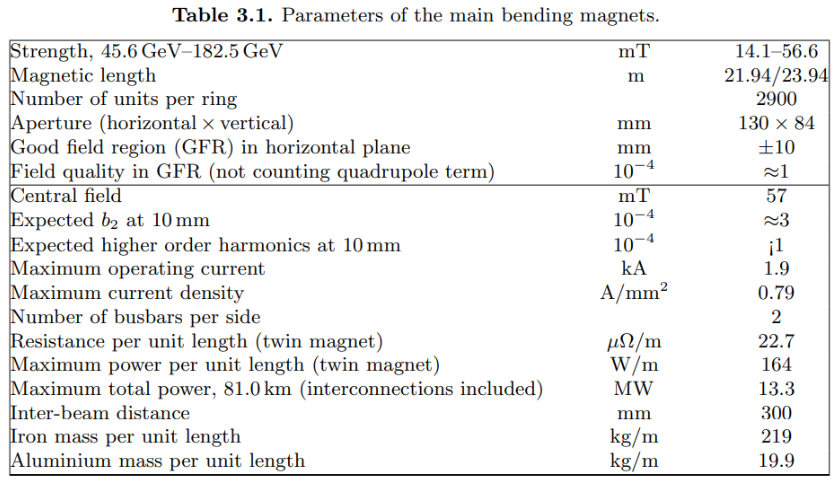 Table 3.1. Parameters of the main bending magnets.
Strength, 45.6 GeV–182.5 GeV mT 14.1–56.6
Magnetic length m 21.94/23.94
Number of units per ring 2900
Aperture (horizontal × vertical) mm 130 × 84
Good field region (GFR) in horizontal plane mm ±10
Field quality in GFR (not counting quadrupole term) 10⁻⁴ ≈1
Central field mT 57
Expected b₂ at 10 mm 10⁻⁴ ≈3
Expected higher order harmonics at 10 mm 10⁻⁴ ¡1
Maximum operating current kA 1.9
Maximum current density A/mm² 0.79
Number of busbars per side 2
Resistance per unit length (twin magnet) μΩ/m 22.7
Maximum power per unit length (twin magnet) W/m 164
Maximum total power, 81.0 km (interconnections included) MW 13.3
Inter-beam distance mm 300
Iron mass per unit length kg/m 219
Aluminium mass per unit length kg/m 19.9